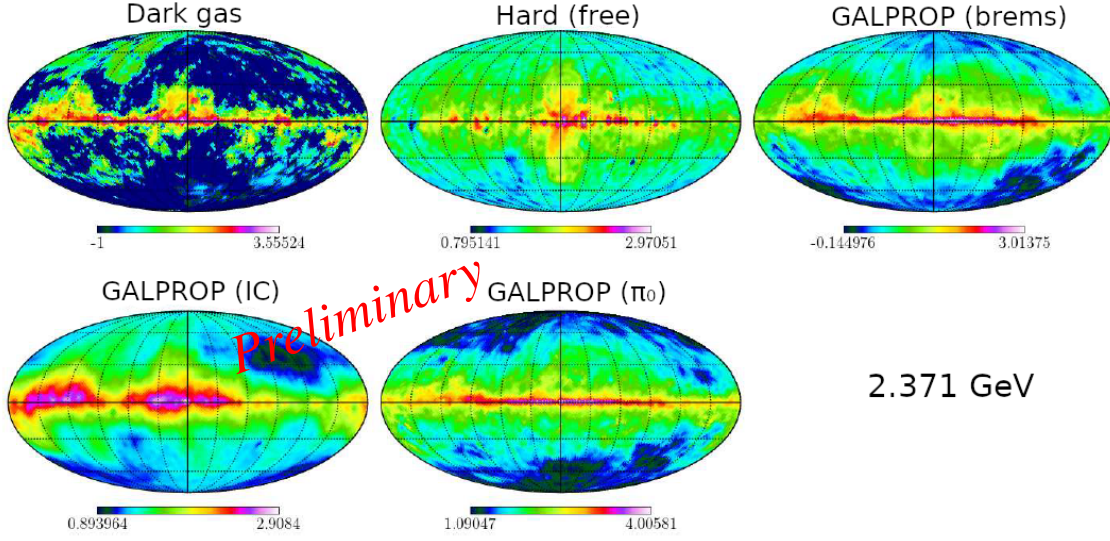 Dark gas
Hard (free)
GALPROP (brems)
-1
3.55524
0.795141
2.97051
-0.144976
3.01375
Preliminary
GALPROP (IC)
GALPROP (π₀)
2.371 GeV
0.893964
2.9084
1.09047
4.00581